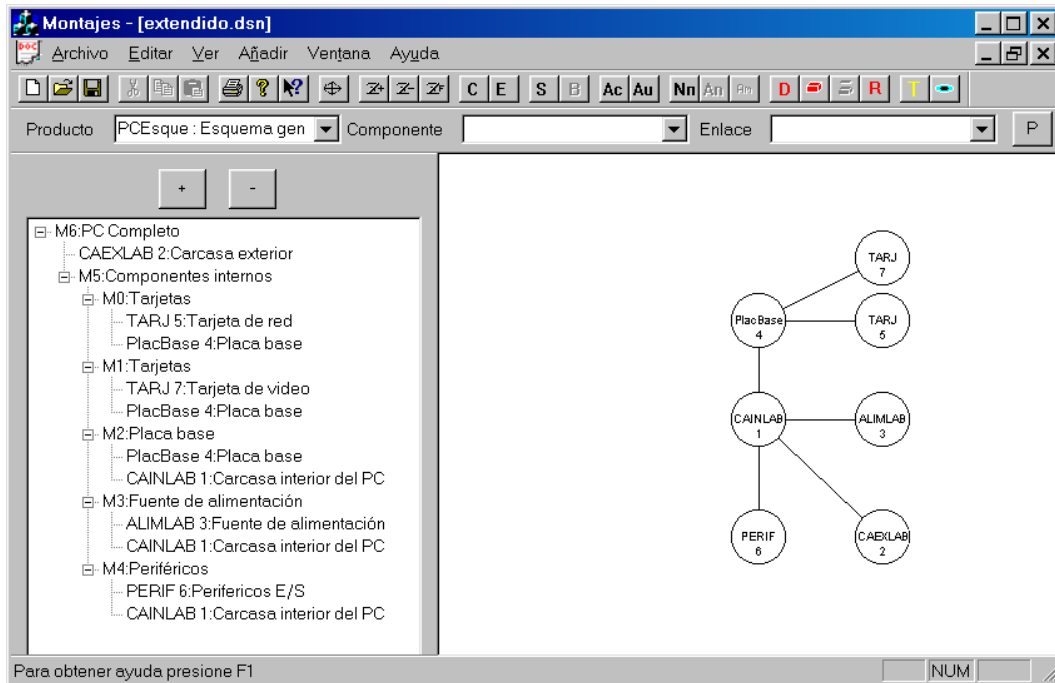 Montajes - [extendido.dsn]
DOC Archivo Editar Ver Añadir Ventana Ayuda
Z+ Z- ZF C E S B Ac Au Nn An Am D R T
Producto PCEsque : Esquema gen Componente Enlace P
+ -
M6:PC Completo
CAEXLAB 2:Carcasa exterior
M5:Componentes internos
M0:Tarjetas
TARJ 5:Tarjeta de red
PlacBase 4:Placa base
M1:Tarjetas
TARJ 7:Tarjeta de video
PlacBase 4:Placa base
M2:Placa base
PlacBase 4:Placa base
CAINLAB 1:Carcasa interior del PC
M3:Fuente de alimentación
ALIMLAB 3:Fuente de alimentación
CAINLAB 1:Carcasa interior del PC
M4:Periféricos
PERIF 6:Perifericos E/S
CAINLAB 1:Carcasa interior del PC
TARJ
7
PlacBase
4
TARJ
5
CAINLAB
1
ALIMLAB
3
PERIF
6
CAEXLAB
2
Para obtener ayuda presione F1
NUM